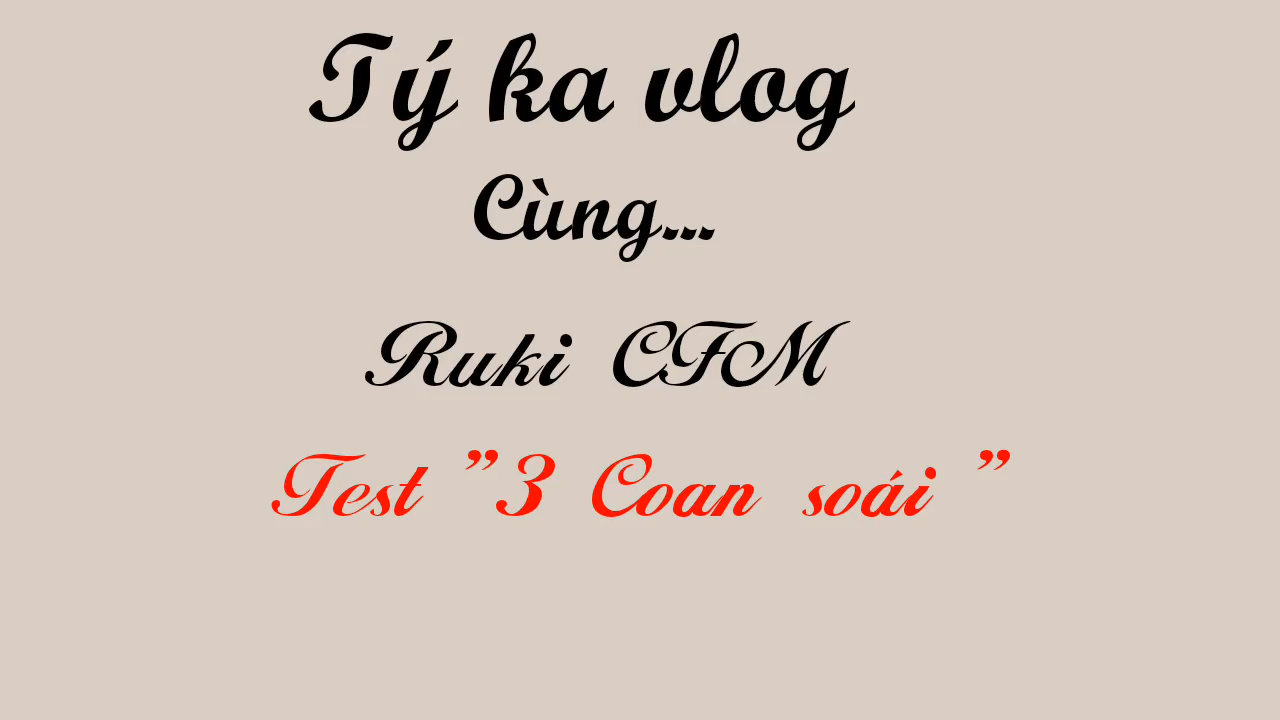 Tý ka vlog
Cùng...
Ruki CFM
Test "3 Coan soái "